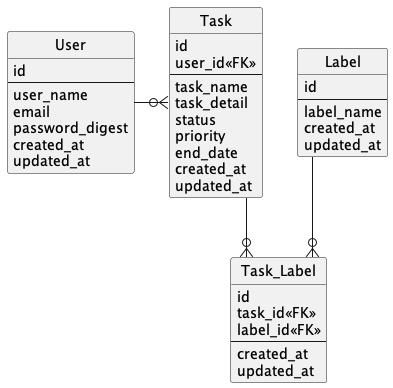 User
id
user_name
email
password_digest
created_at
updated_at
Task
id
user_id«FK»
task_name
task_detail
status
priority
end_date
created_at
updated_at
Label
id
label_name
created_at
updated_at
Task_Label
id
task_id«FK»
label_id«FK»
created_at
updated_at